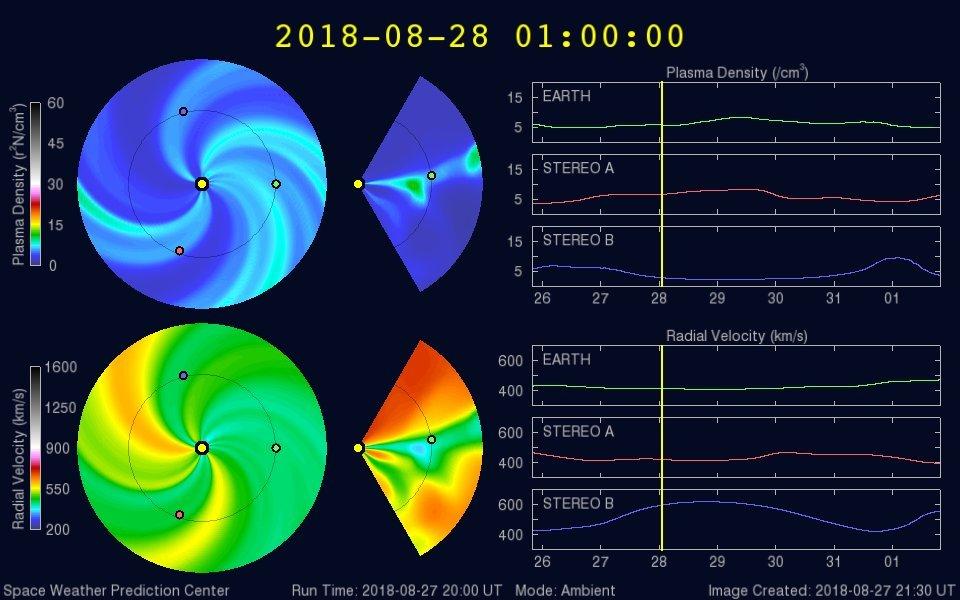 2018-08-28 01:00:00
Plasma Density (r²N/cm³)
60
45
30
15
0
Plasma Density (/cm³)
15
5
EARTH
15
5
STEREO A
15
5
STEREO B
26 27 28 29 30 31 01
Radial Velocity (km/s)
1600
1250
900
550
200
Radial Velocity (km/s)
600
400
EARTH
600
400
STEREO A
600
400
STEREO B
26 27 28 29 30 31 01
Space Weather Prediction Center Run Time: 2018-08-27 20:00 UT Mode: Ambient Image Created: 2018-08-27 21:30 UT